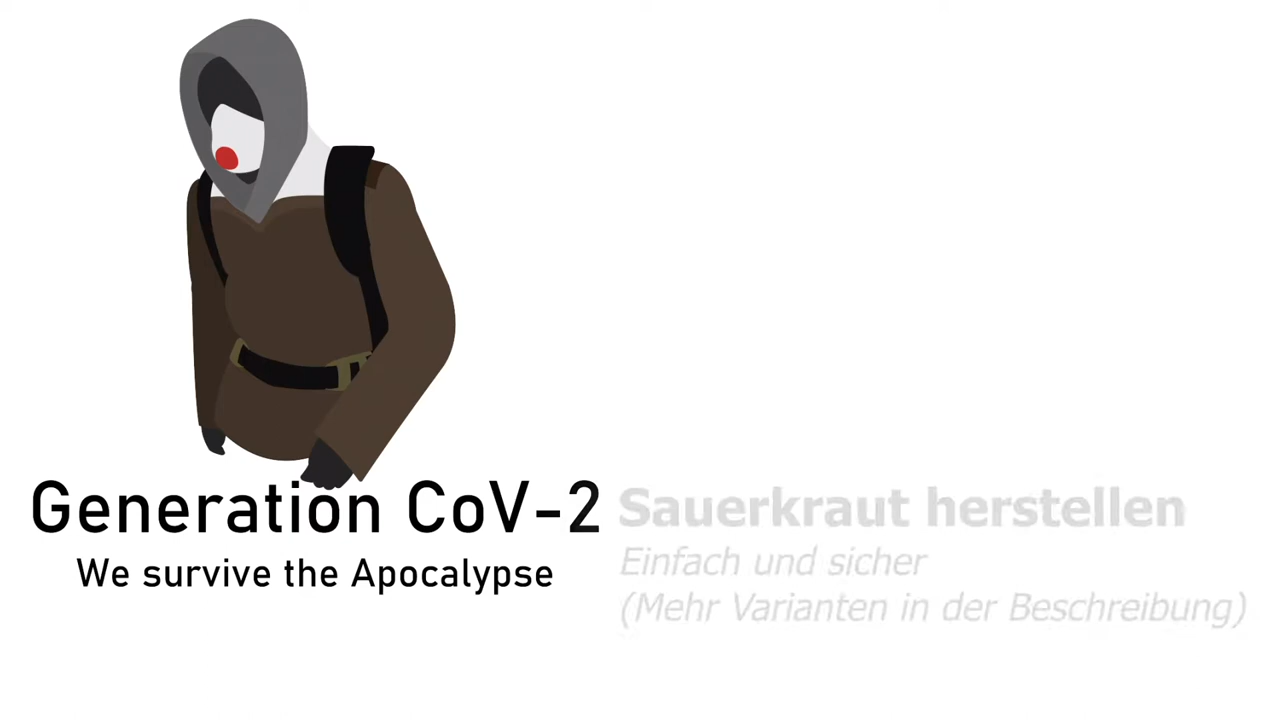 Generation CoV-2
We survive the Apocalypse
Sauerkraut herstellen
Einfach und sicher
(Mehr Varianten in der Beschreibung)